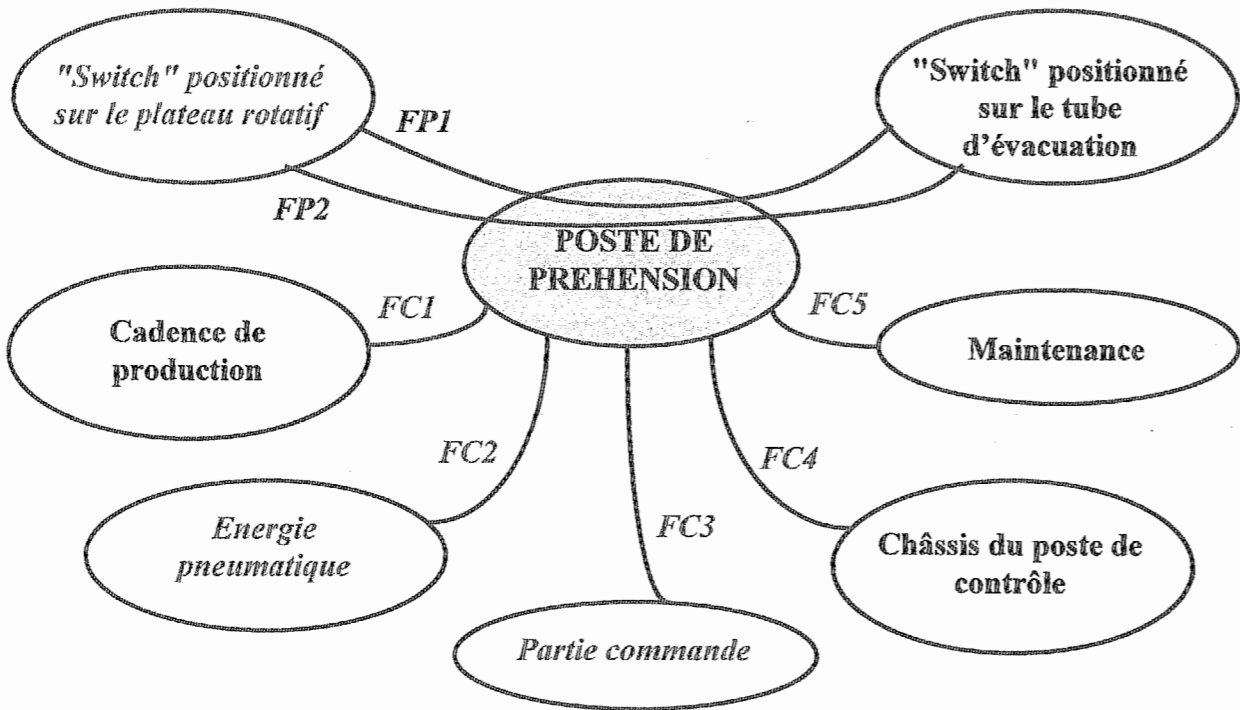 "Switch" positionné
sur le plateau rotatif
"Switch" positionné
sur le tube
d'évacuation
FP1
FP2
POSTE DE
PREHENSION
FC1
FC5
Cadence de
production
Maintenance
FC2
FC4
FC3
Energie
pneumatique
Châssis du poste de
contrôle
Partie commande